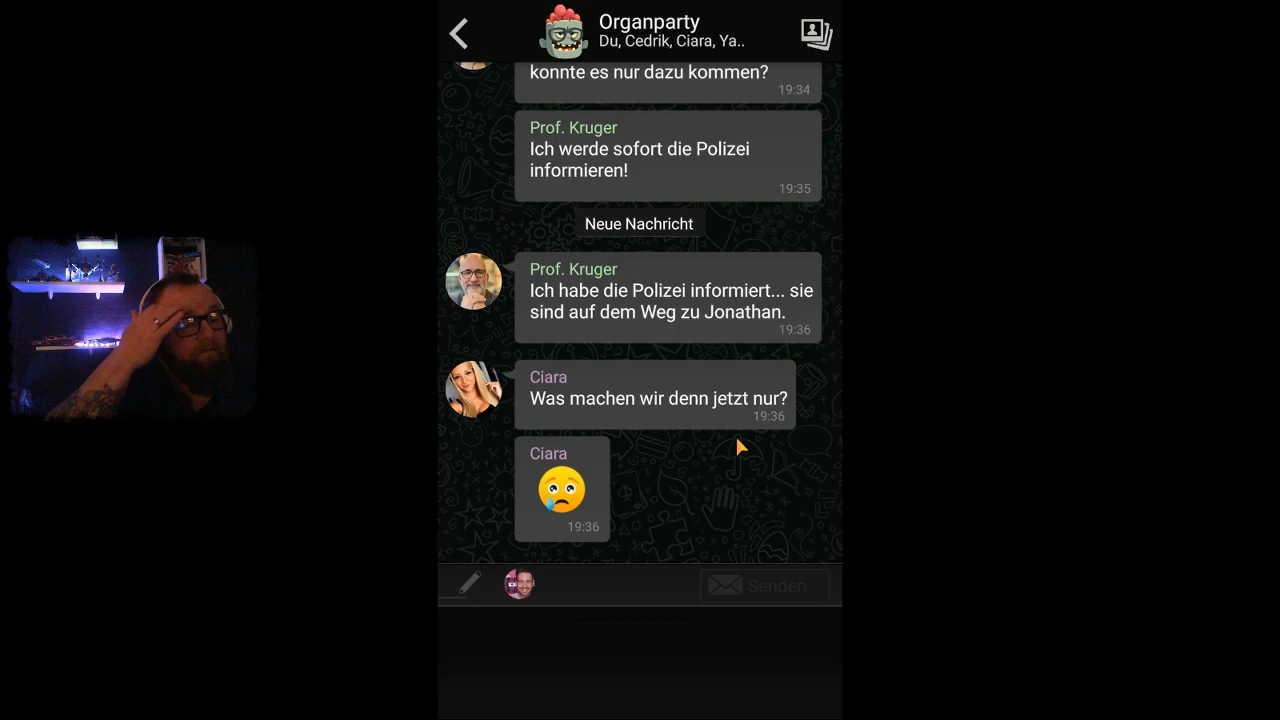 Organparty
Du, Cedrik, Ciara, Ya..
konnte es nur dazu kommen?
19:34
Prof. Kruger
Ich werde sofort die Polizei
informieren!
19:35
Neue Nachricht
Prof. Kruger
Ich habe die Polizei informiert... sie
sind auf dem Weg zu Jonathan.
19:36
Ciara
Was machen wir denn jetzt nur?
19:36
Ciara
😢
19:36
Senden